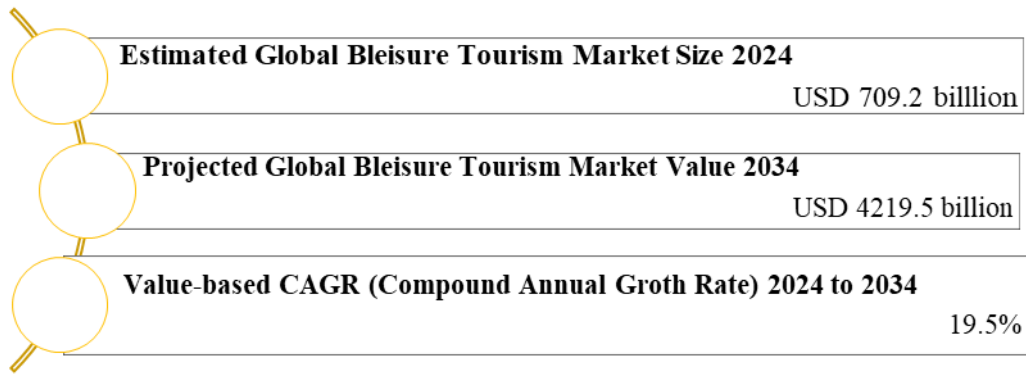 Estimated Global Bleisure Tourism Market Size 2024
USD 709.2 billlion
Projected Global Bleisure Tourism Market Value 2034
USD 4219.5 billion
Value-based CAGR (Compound Annual Groth Rate) 2024 to 2034
19.5%